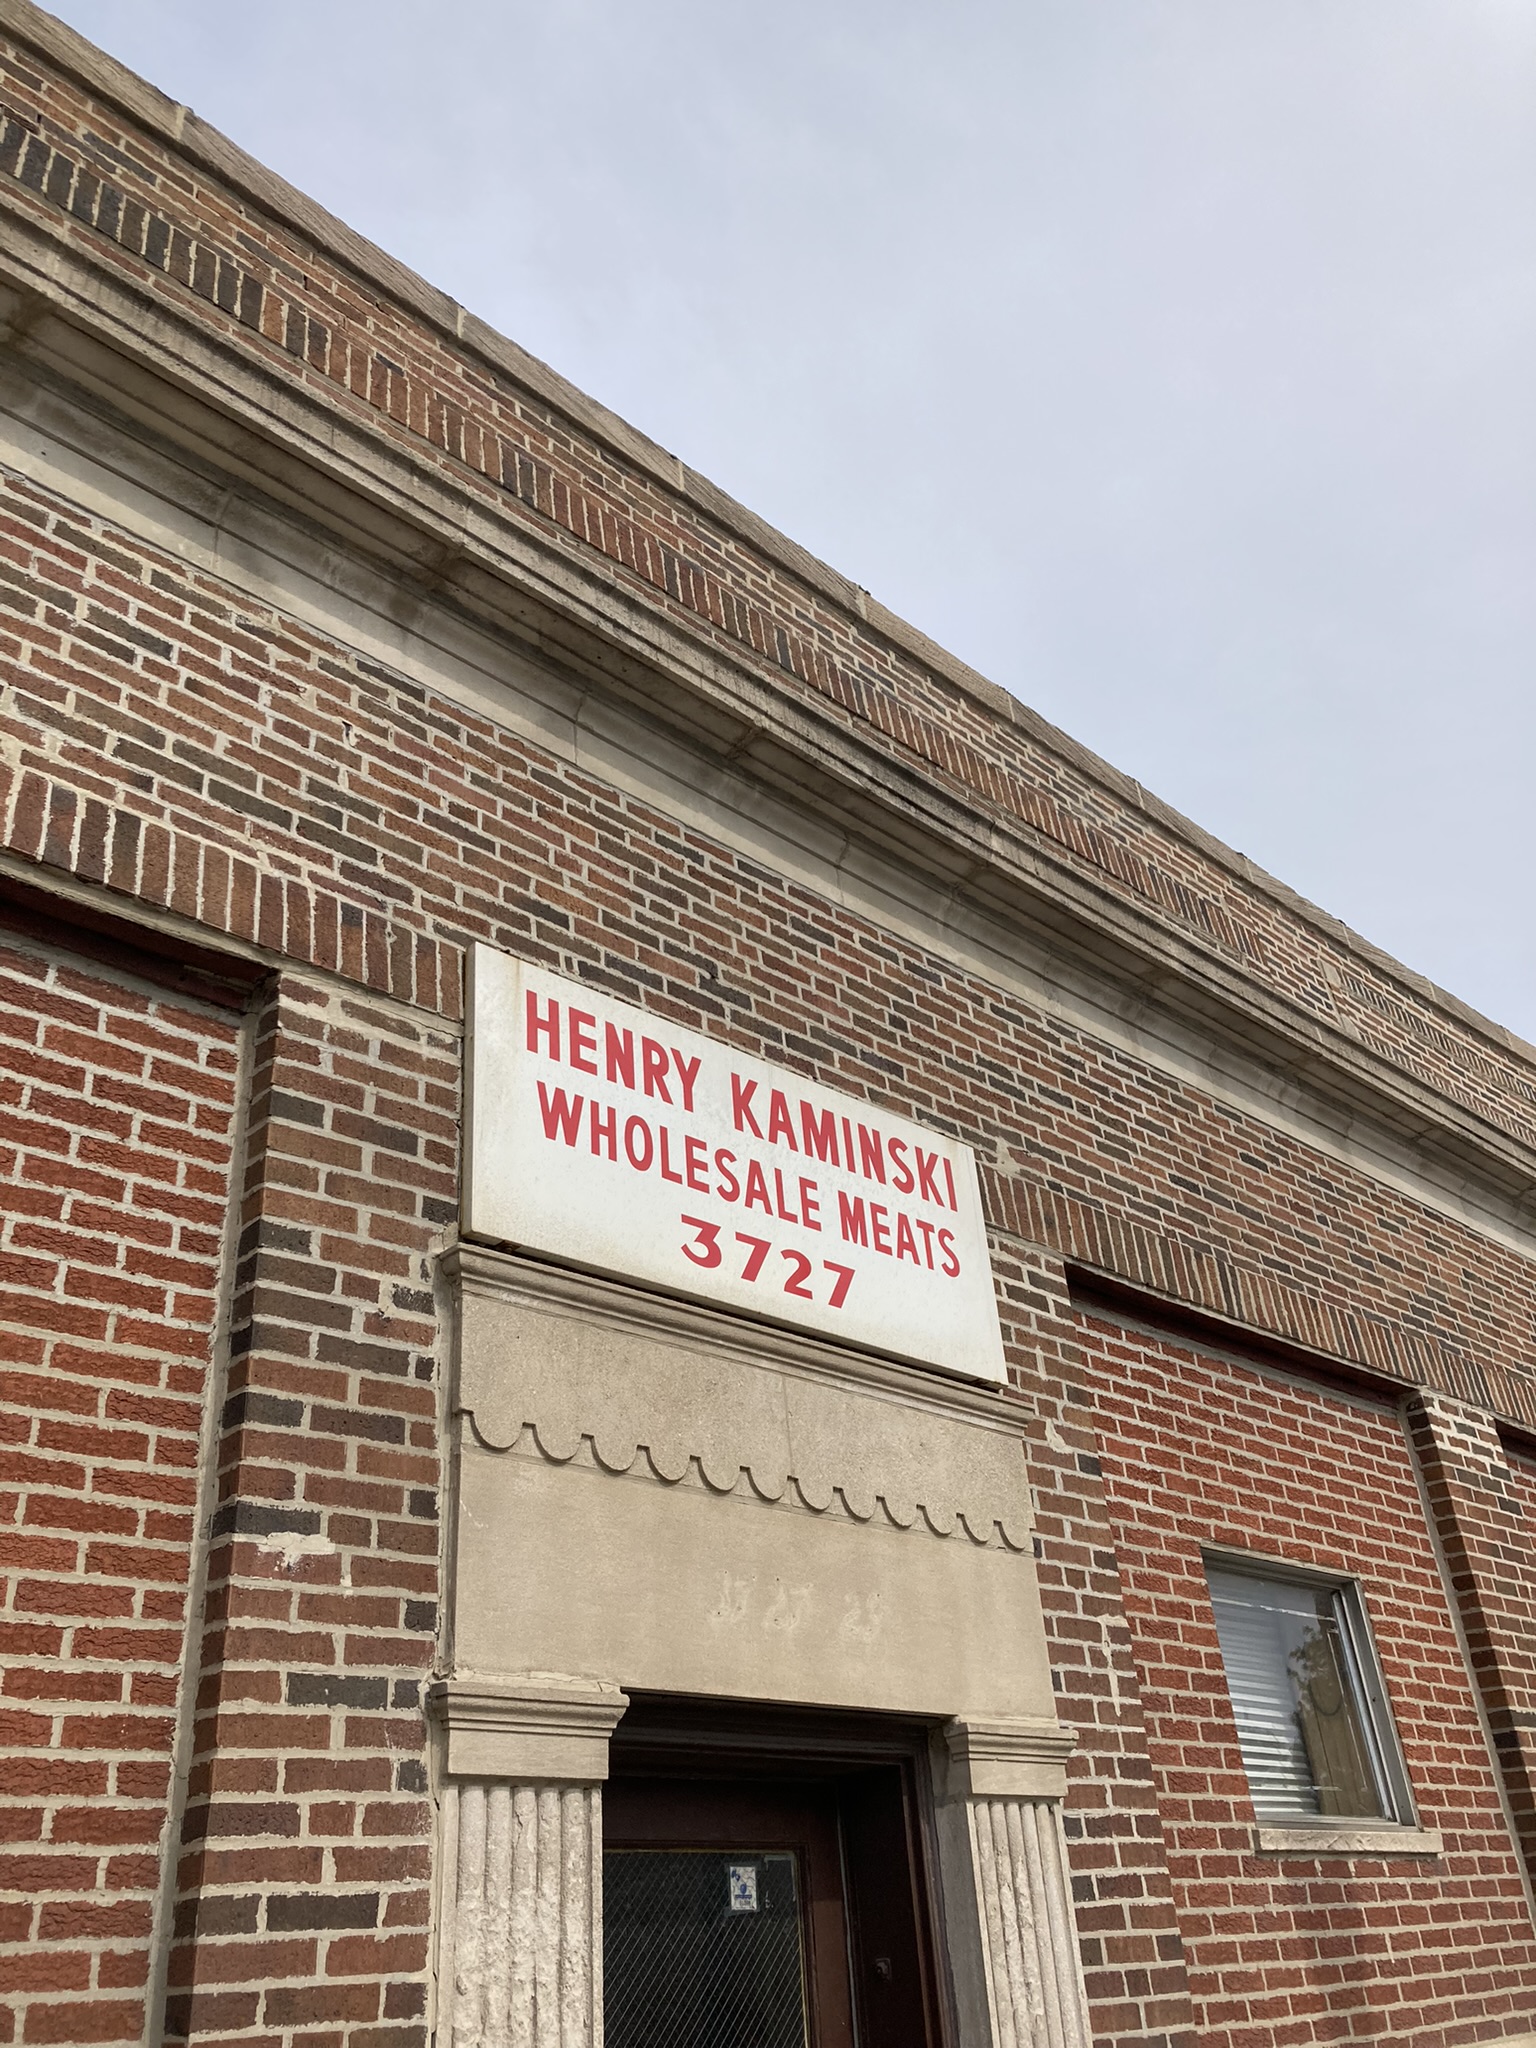 HENRY KAMINSKI
WHOLESALE MEATS
3727